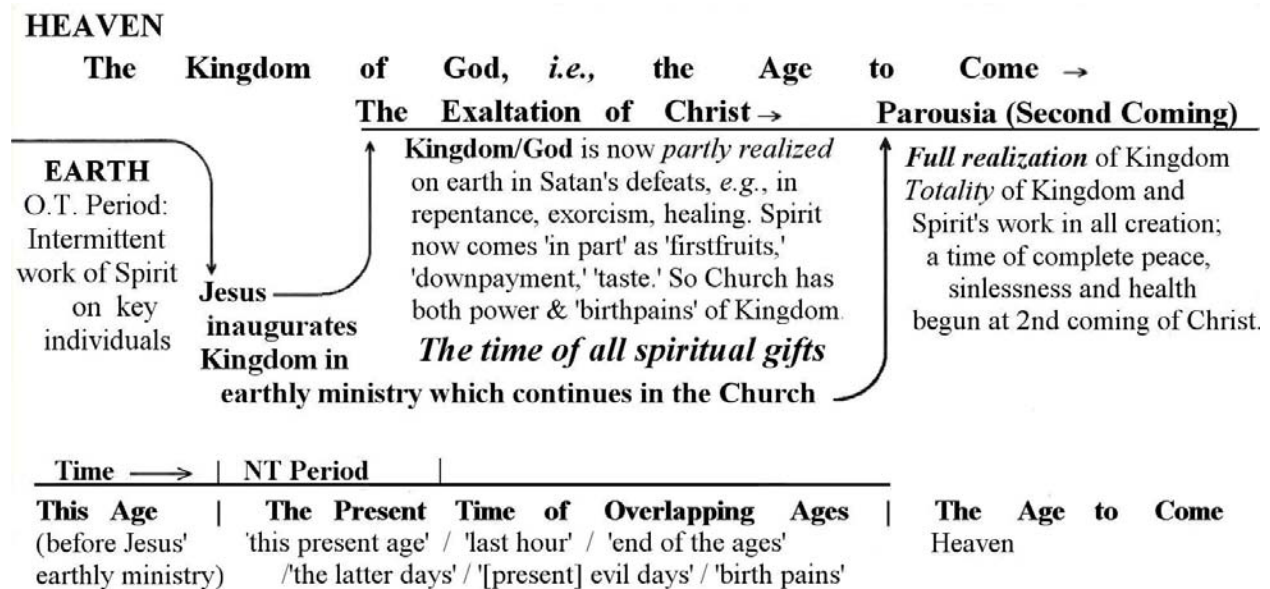 HEAVEN
The Kingdom of God, i.e., the Age to Come →
The Exaltation of Christ →
Parousia (Second Coming)
EARTH
O.T. Period:
Intermittent
work of Spirit
on key
individuals
Jesus
inaugurates
Kingdom in
earthly ministry which continues in the Church
Kingdom/God is now partly realized
on earth in Satan's defeats, e.g., in
repentance, exorcism, healing. Spirit
now comes 'in part' as 'firstfruits,'
'downpayment,' 'taste.' So Church has
both power & 'birthpains' of Kingdom.
The time of all spiritual gifts
Full realization of Kingdom
Totality of Kingdom and
Spirit's work in all creation;
a time of complete peace,
sinlessness and health
begun at 2nd coming of Christ.
Time → | NT Period |
This Age | The Present Time of Overlapping Ages | The Age to Come
(before Jesus'
earthly ministry)
'this present age' / 'last hour' / 'end of the ages'
/'the latter days' / '[present] evil days' / 'birth pains'
Heaven